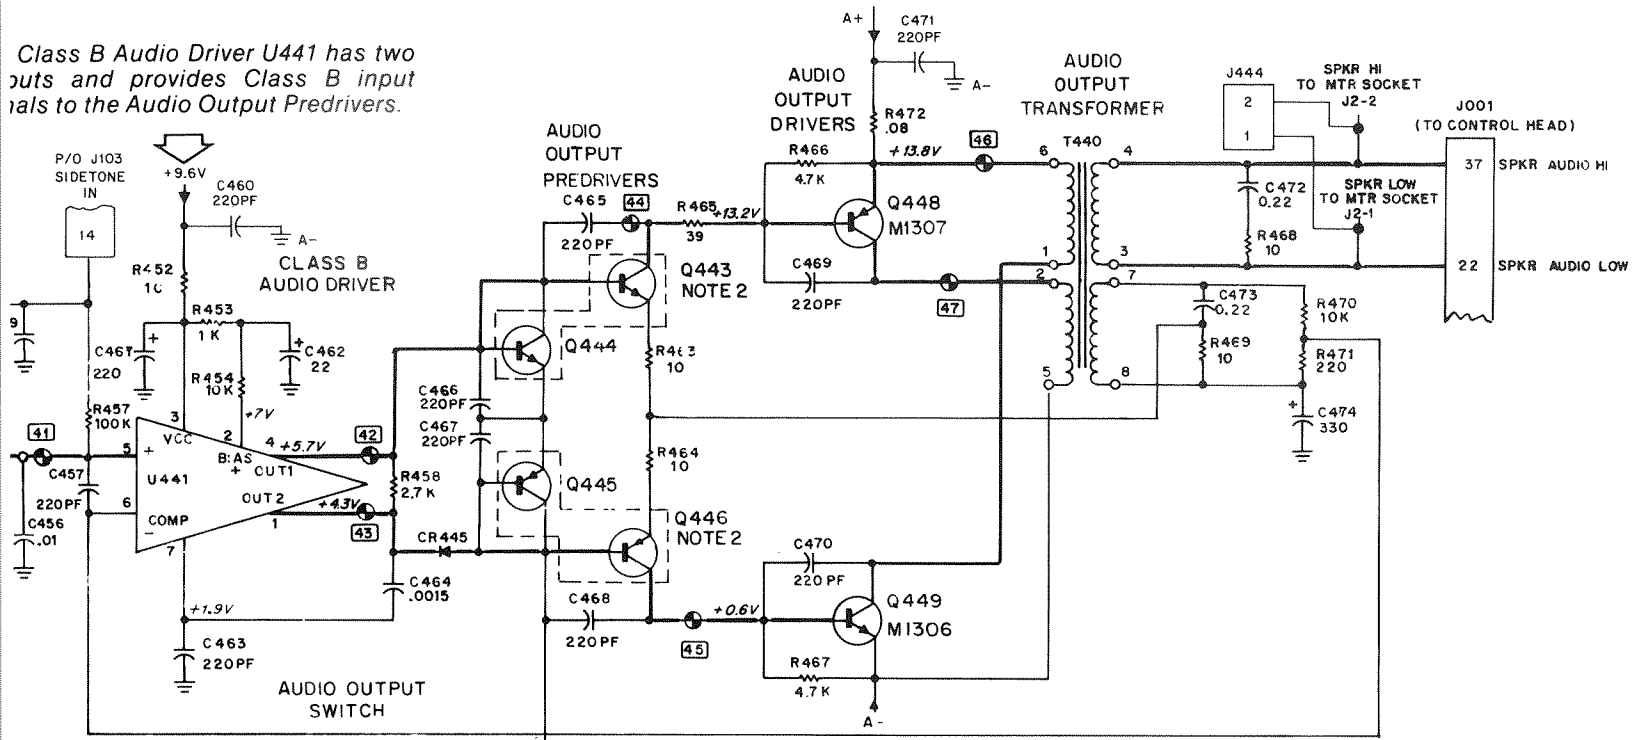 Class B Audio Driver U441 has two
outs and provides Class B input
nals to the Audio Output Predrivers.
P/O J103
SIDETONE
IN
14
+9.6V
C460
220PF
A-
CLASS B
AUDIO DRIVER
R452
R453
1K
C461
220
C462
22
R454
10K
+7V
9
R457
100K
41
C457
220PF
C456
.01
5
6
3
VCC
2
BIAS
+
-
U441
COMP
7
4
OUT1
+5.7V
OUT2
1
+4.3V
42
43
R458
2.7K
CR445
C464
.0015
+1.9V
C463
220PF
AUDIO OUTPUT
SWITCH
AUDIO
OUTPUT
PREDRIVERS
C465
220PF
44
R465
39
+13.2V
Q443
NOTE 2
Q444
C466
220PF
C467
220PF
R463
10
R464
10
Q445
Q446
NOTE 2
C468
220PF
45
+0.6V
AUDIO
OUTPUT
DRIVERS
A+
C471
220PF
A-
R472
.08
R466
4.7K
+13.8V
46
Q448
M1307
C469
220PF
47
C470
220PF
Q449
M1306
R467
4.7K
A-
AUDIO
OUTPUT
TRANSFORMER
T440
6
4
1
3
2
7
5
8
J444
2
1
SPKR HI
TO MTR SOCKET
J2-2
SPKR LOW
TO MTR SOCKET
J2-1
C472
0.22
R468
10
C473
0.22
R469
10
R470
10K
R471
220
C474
330
J001
(TO CONTROL HEAD)
37 SPKR AUDIO HI
22 SPKR AUDIO LOW